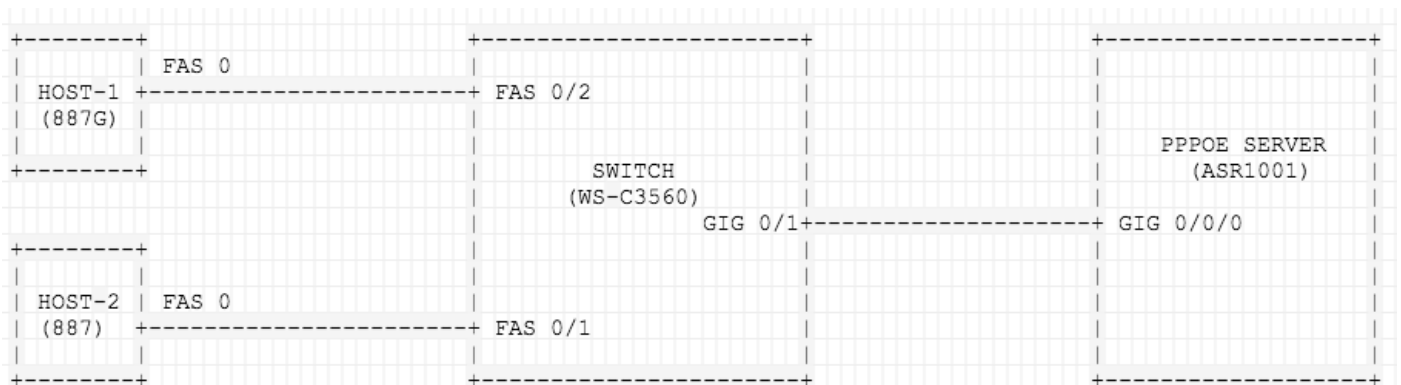 FAS 0
HOST-1 FAS 0/2
(887G)
PPPOE SERVER
SWITCH (ASR1001)
(WS-C3560)
GIG 0/1 GIG 0/0/0
HOST-2 FAS 0
(887) FAS 0/1